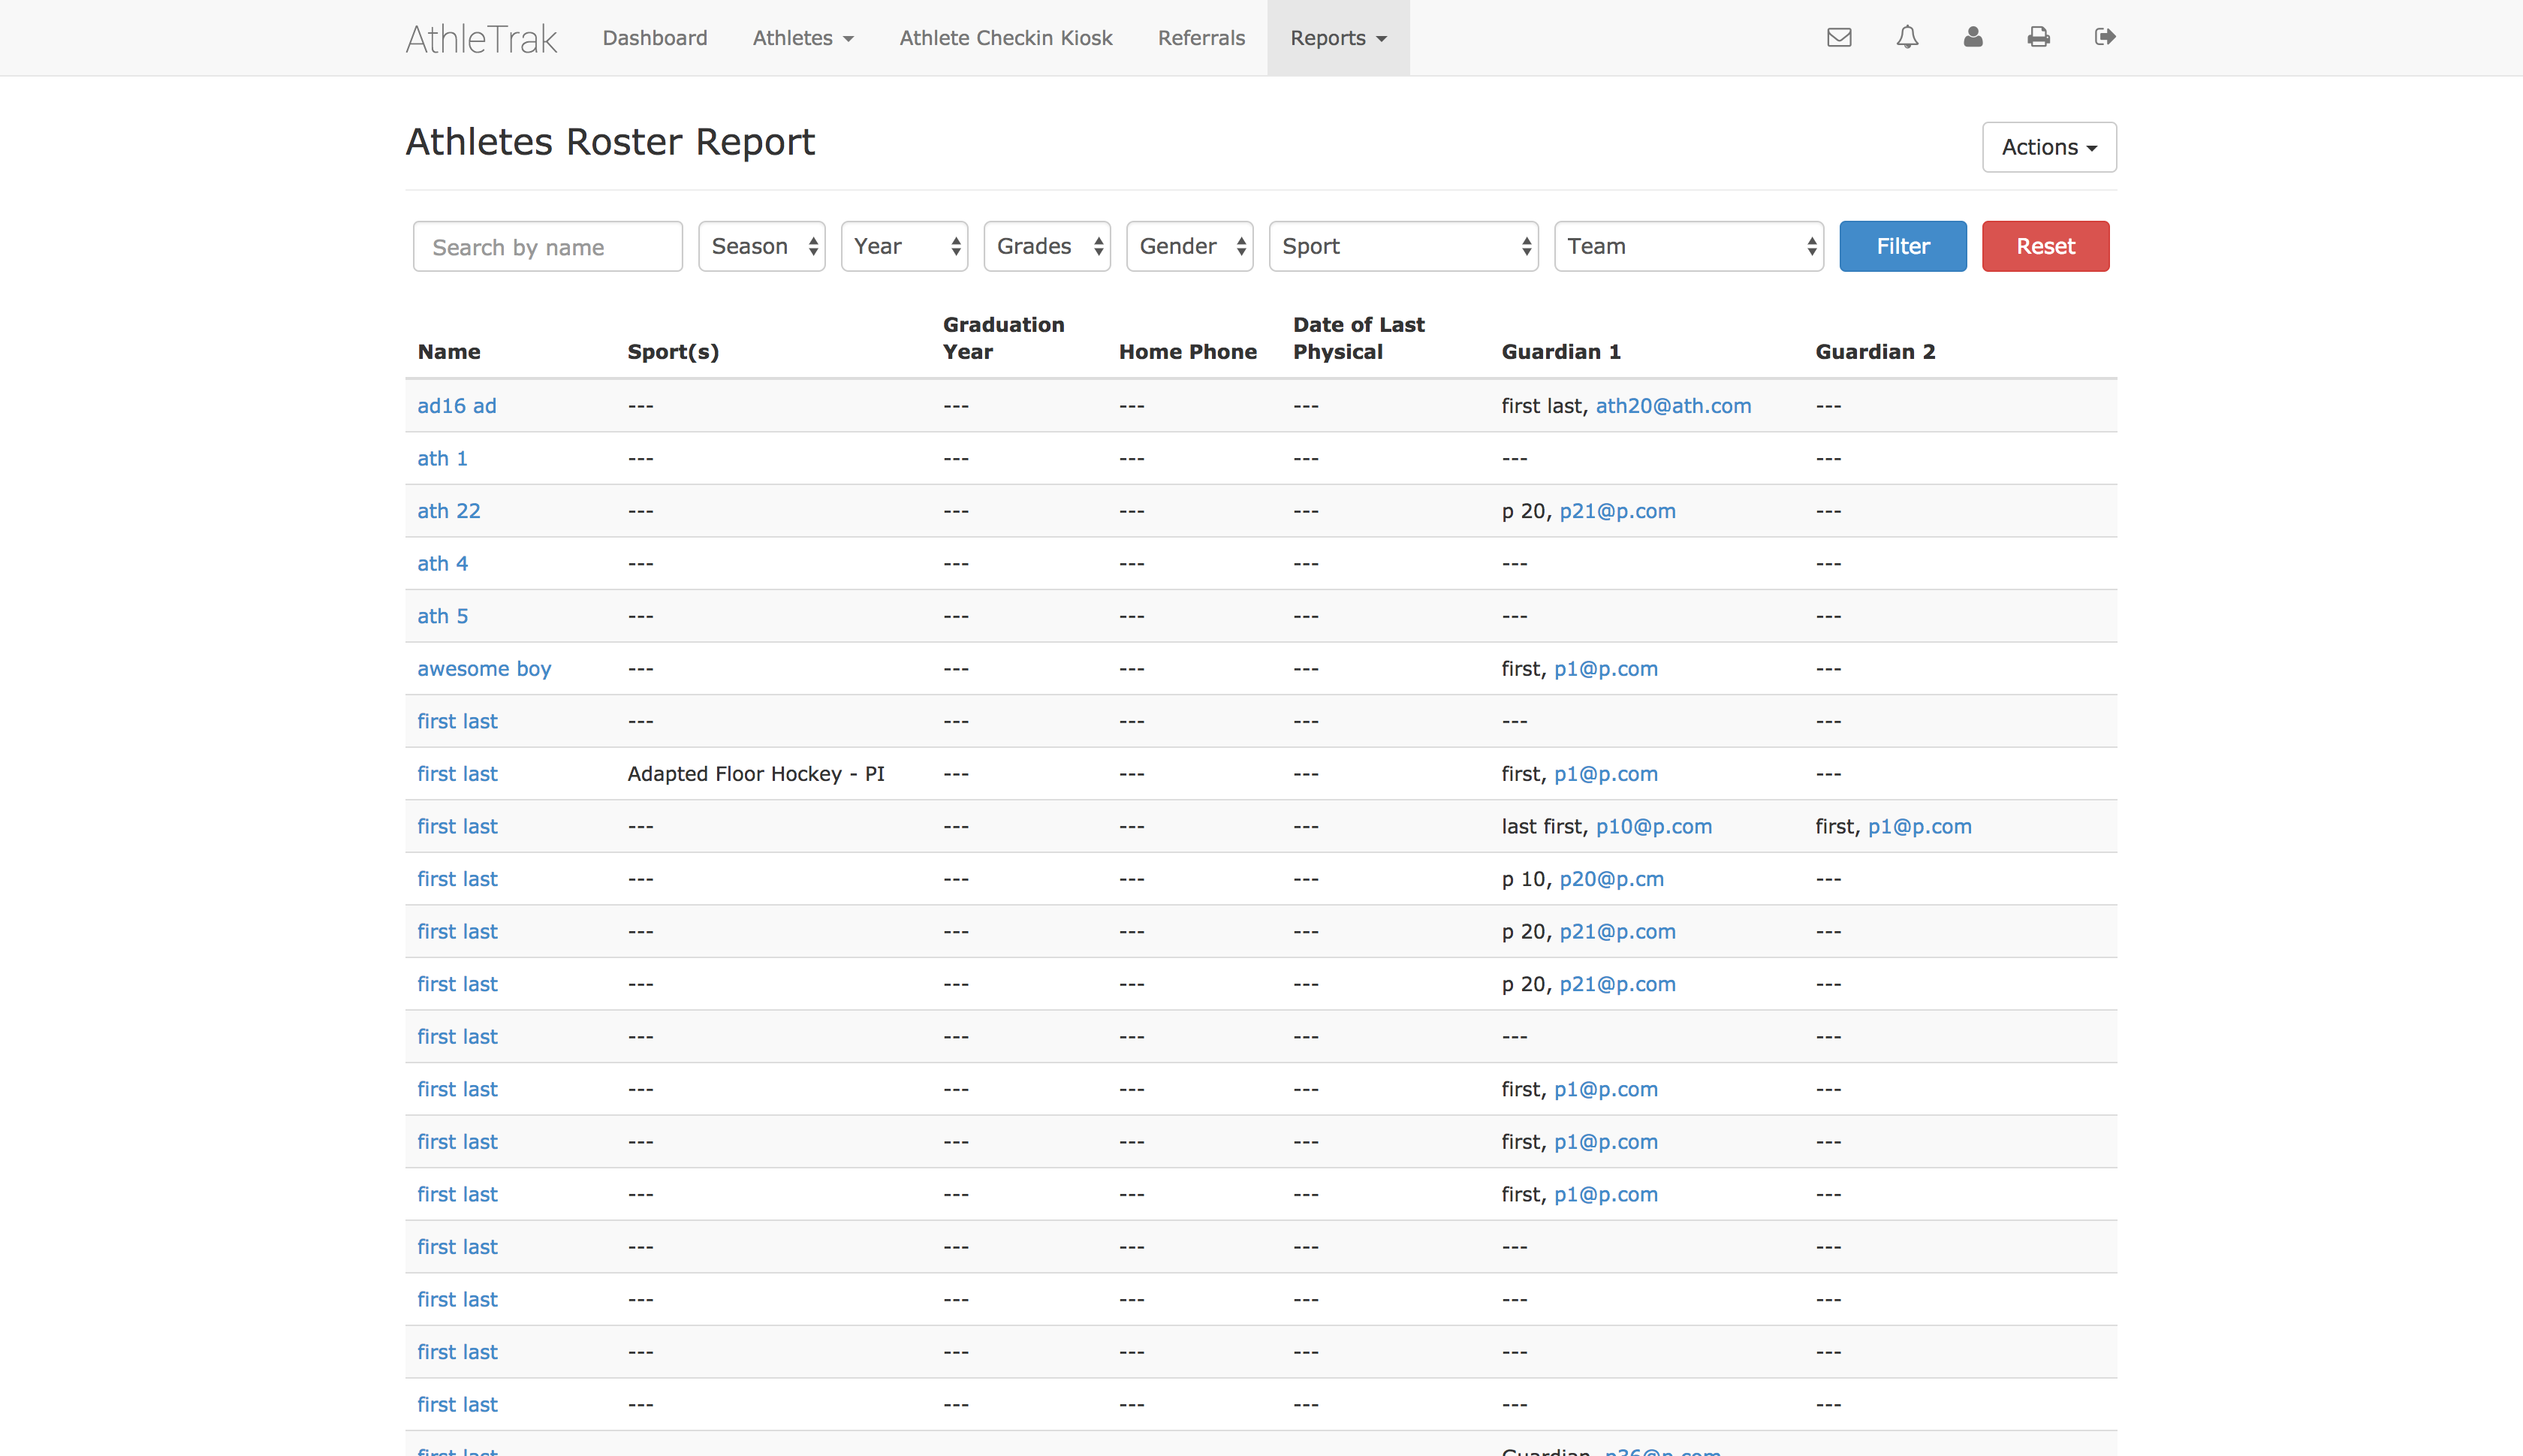 AthleTrak Dashboard Athletes Athlete Checkin Kiosk Referrals Reports
Athletes Roster Report Actions
Search by name Season Year Grades Gender Sport Team Filter Reset
Name Sport(s) Graduation Year Home Phone Date of Last Physical Guardian 1 Guardian 2
ad16 ad --- --- --- --- first last, ath20@ath.com ---
ath 1 --- --- --- --- --- ---
ath 22 --- --- --- --- p 20, p21@p.com ---
ath 4 --- --- --- --- --- ---
ath 5 --- --- --- --- --- ---
awesome boy --- --- --- --- first, p1@p.com ---
first last --- --- --- --- --- ---
first last Adapted Floor Hockey - PI --- --- --- first, p1@p.com ---
first last --- --- --- --- last first, p10@p.com first, p1@p.com
first last --- --- --- --- p 10, p20@p.cm ---
first last --- --- --- --- p 20, p21@p.com ---
first last --- --- --- --- p 20, p21@p.com ---
first last --- --- --- --- --- ---
first last --- --- --- --- first, p1@p.com ---
first last --- --- --- --- first, p1@p.com ---
first last --- --- --- --- first, p1@p.com ---
first last --- --- --- --- --- ---
first last --- --- --- --- --- ---
first last --- --- --- --- --- ---
first last --- --- --- --- --- ---
first last Guardian, p36@p.com